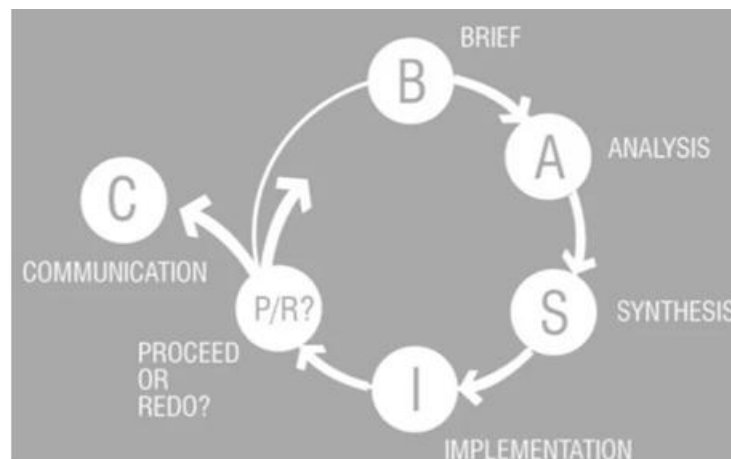 B
BRIEF
A
ANALYSIS
S
SYNTHESIS
I
IMPLEMENTATION
P/R?
PROCEED
OR
REDO?
C
COMMUNICATION